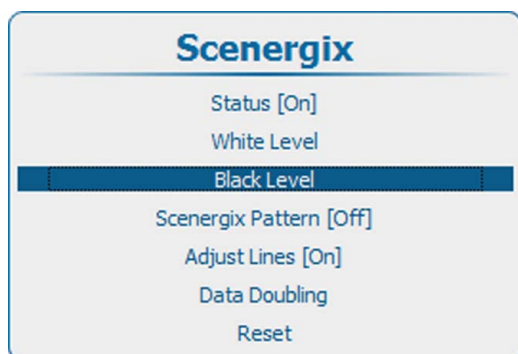 Scenergix
Status [On]
White Level
Black Level
Scenergix Pattern [Off]
Adjust Lines [On]
Data Doubling
Reset